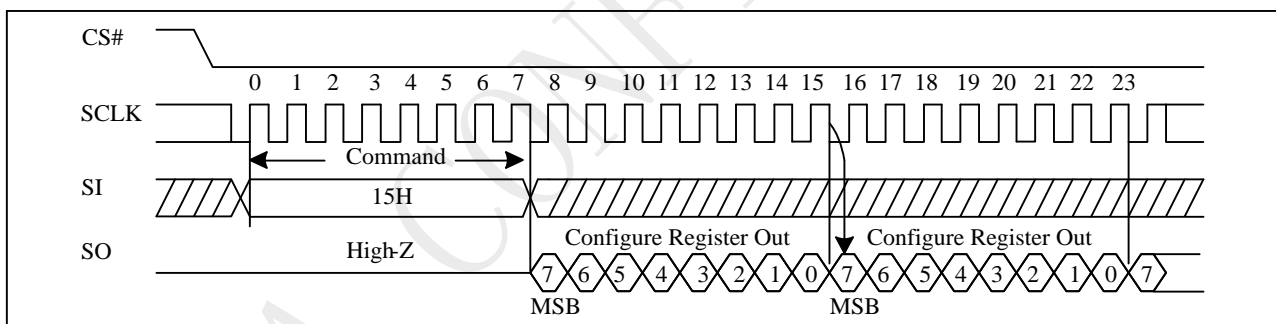 CS#
0 1 2 3 4 5 6 7 8 9 10 11 12 13 14 15 16 17 18 19 20 21 22 23
SCLK
Command
SI
15H
SO
High-Z
Configure Register Out
Configure Register Out
7 6 5 4 3 2 1 0 7 6 5 4 3 2 1 0 7
MSB
MSB